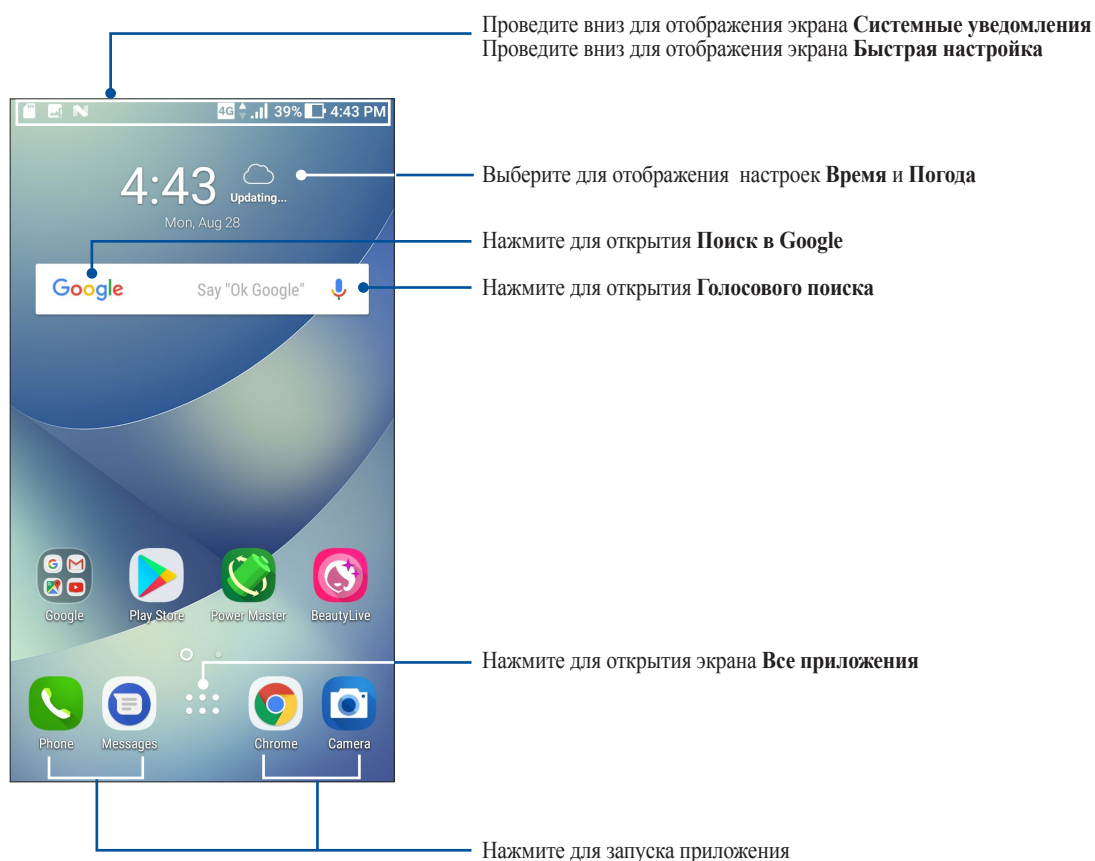 Проведите вниз для отображения экрана Системные уведомления
Проведите вниз для отображения экрана Быстрая настройка
4G 39% 4:43 PM
4:43
Updating...
Mon, Aug 28
Выберите для отображения настроек Время и Погода
Нажмите для открытия Поиск в Google
Google Say "Ok Google"
Нажмите для открытия Голосового поиска
Google Play Store Power Master BeautyLive
Нажмите для открытия экрана Все приложения
Phone Messages Chrome Camera
Нажмите для запуска приложения